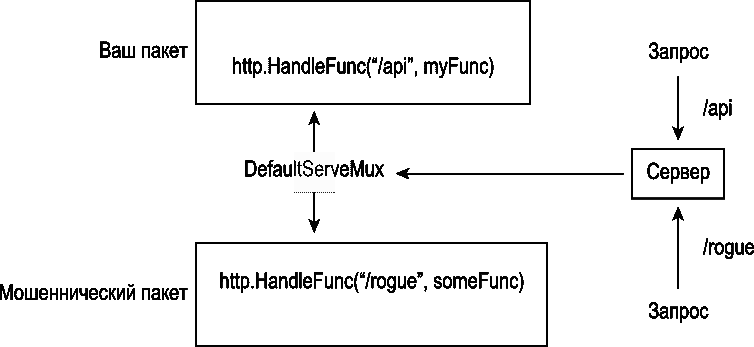 Ваш пакет
http.HandleFunc(“/api”, myFunc)
Запрос
/api
DefaultServeMux
Сервер
/rogue
http.HandleFunc(“/rogue”, someFunc)
Мошеннический пакет
Запрос